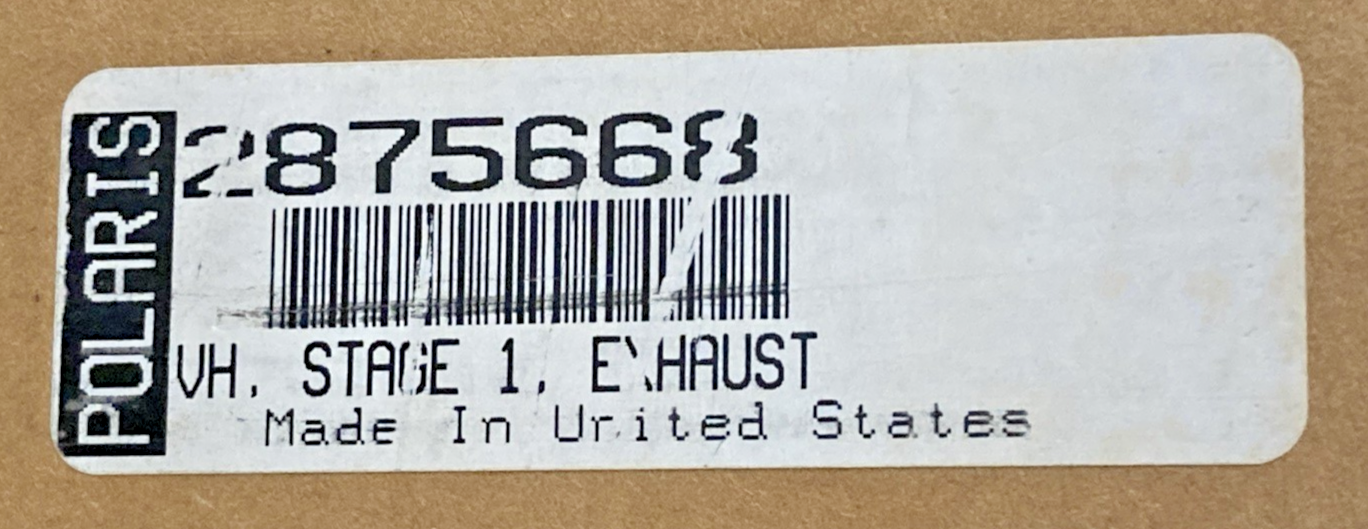 POLARIS
2875668
VH, STAGE 1, EXHAUST
Made In United States